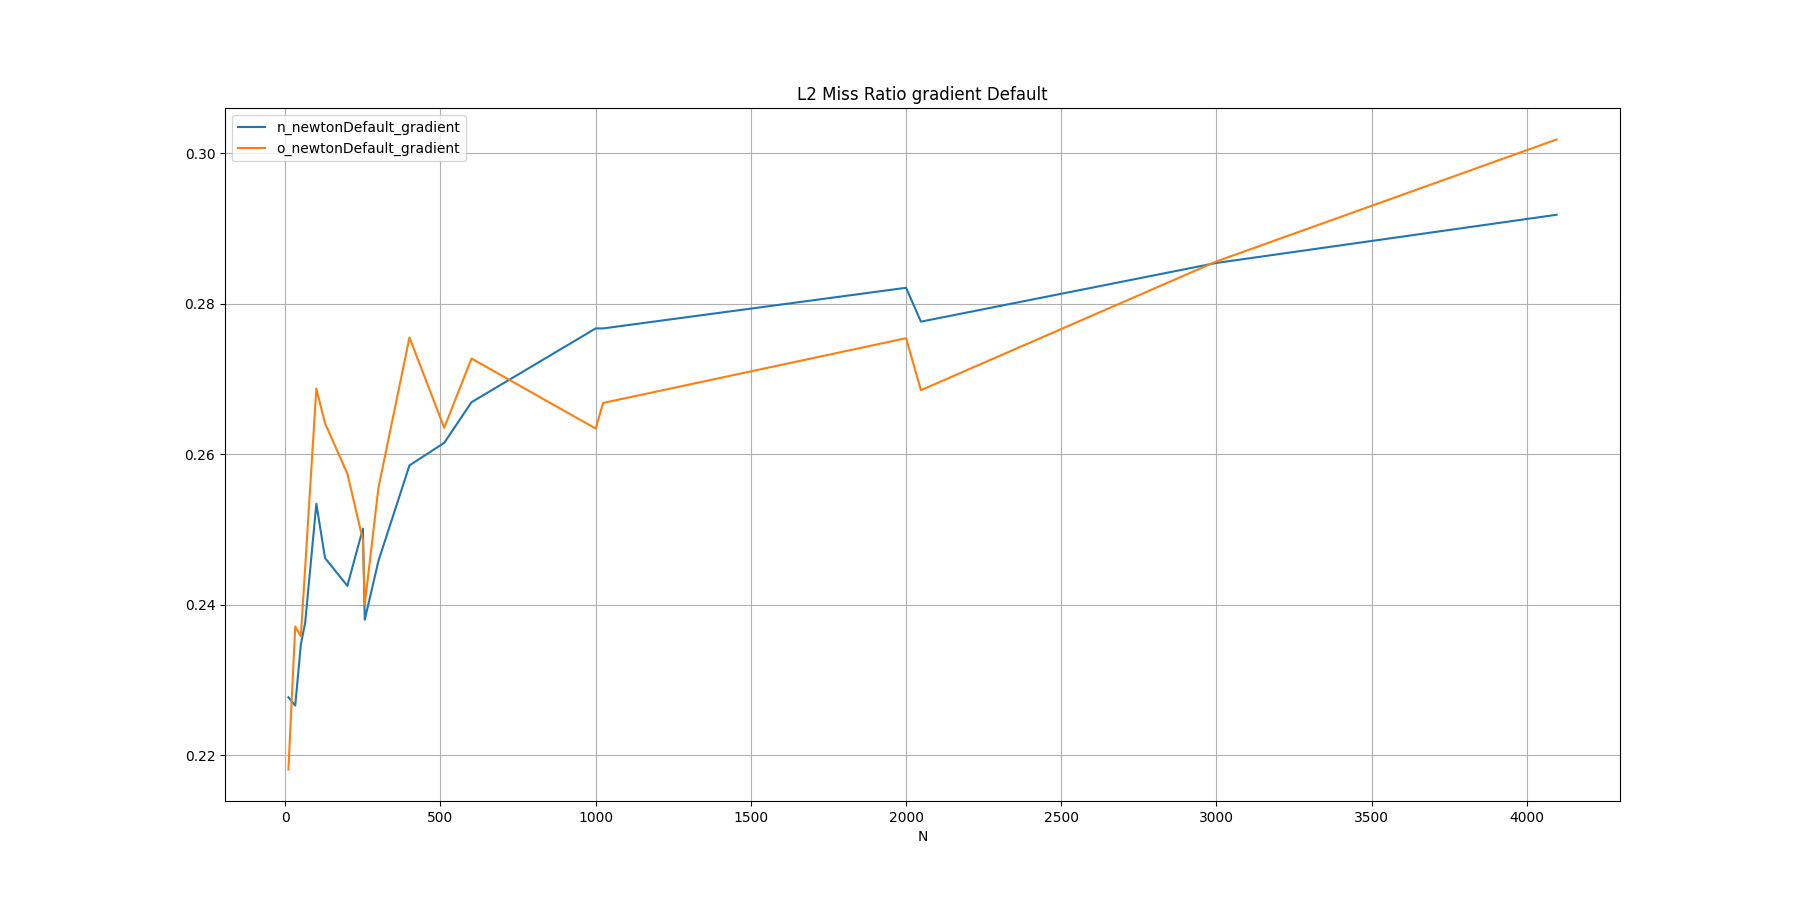 L2 Miss Ratio gradient Default
n_newtonDefault_gradient
o_newtonDefault_gradient
0.30
0.28
0.26
0.24
0.22
0 500 1000 1500 2000 2500 3000 3500 4000
N